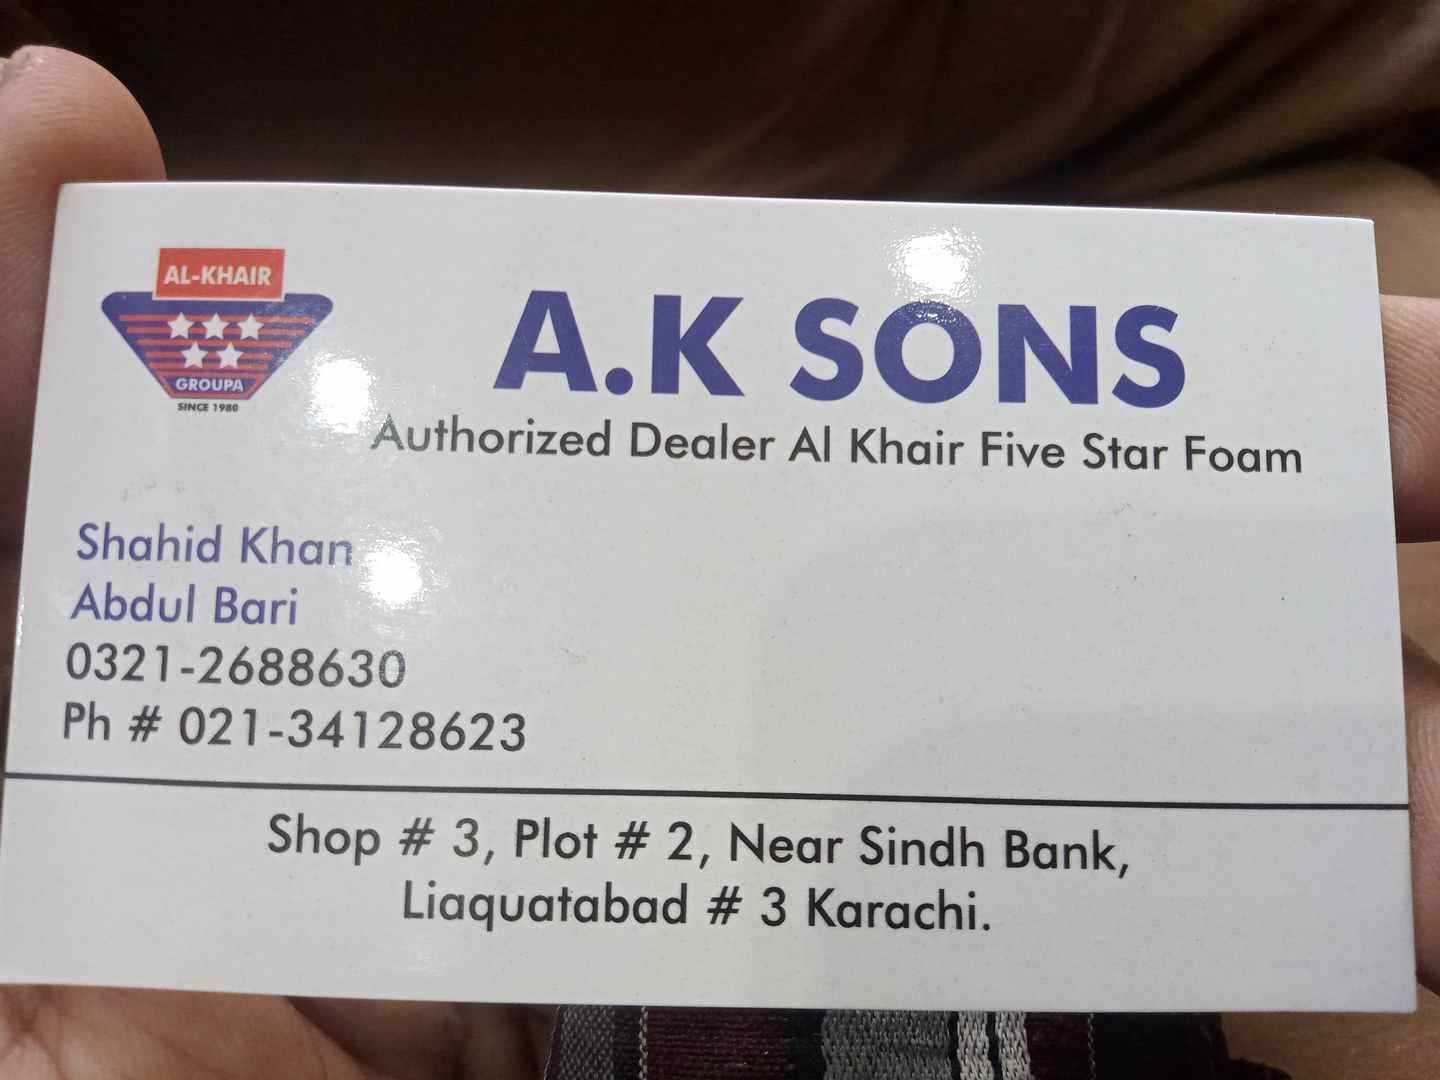 AL-KHAIR
GROUPA
SINCE 1980
A.K SONS
Authorized Dealer Al Khair Five Star Foam
Shahid Khan
Abdul Bari
0321-2688630
Ph # 021-34128623
Shop # 3, Plot # 2, Near Sindh Bank,
Liaquatabad # 3 Karachi.